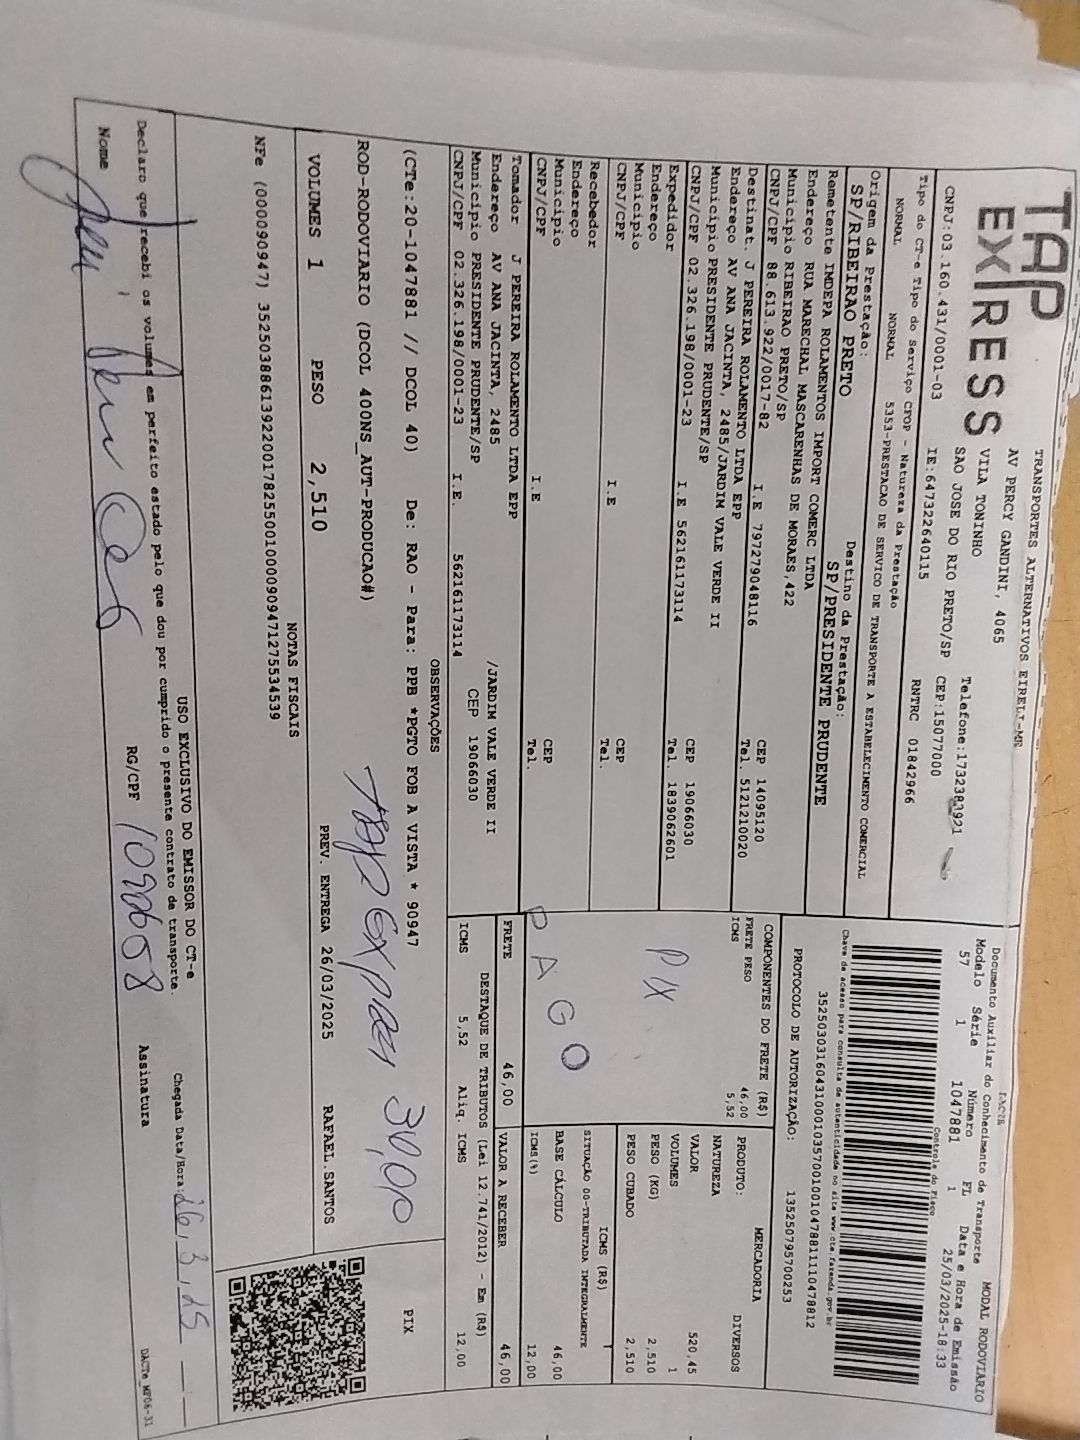 TAP EXPRESS
TRANSPORTES ALTERNATIVOS EIRELI-ME
AV PERCY GANDINI, 4065
VILA TONINHO
SAO JOSE DO RIO PRETO/SP
Telefone:1732383921
CEP:15077000
CNPJ:03.160.431/0001-03
IE:647322640115
RNTRC 01842966
Tipo do CT-e Tipo do Serviço CFOP - Natureza da Prestação
NORMAL NORMAL 5353-PRESTACAO DE SERVICO DE TRANSPORTE A ESTABELECIMENTO COMERCIAL
Origem da Prestação: Destino da Prestação:
SP/RIBEIRAO PRETO SP/PRESIDENTE PRUDENTE
DACTE
MODAL RODOVIARIO
Documento Auxiliar do Conhecimento de Transporte
Modelo Série Número FL Data e Hora de Emissão
57 1 1047881 1 25/03/2025-18:33
Controle do Fisco
Chave de acesso para consulta de autenticidade no site www.cte.fazenda.gov.br
35250303160431000103570010010478811110478812
PROTOCOLO DE AUTORIZAÇÃO: 135250795700253
Remetente IMDEPA ROLAMENTOS IMPORT COMERC LTDA
Endereço RUA MARECHAL MASCARENHAS DE MORAES,422
Município RIBEIRAO PRETO/SP CEP 14095120
CNPJ/CPF 88.613.922/0017-82 I.E 797279048116 Tel. 5121210020
Destinat. J PEREIRA ROLAMENTO LTDA EPP
Endereço AV ANA JACINTA, 2485/JARDIM VALE VERDE II
Município PRESIDENTE PRUDENTE/SP CEP 19066030
CNPJ/CPF 02.326.198/0001-23 I.E 562161173114 Tel. 1839062601
Expedidor
Endereço
Município CEP
CNPJ/CPF I.E Tel.
Recebedor
Endereço
Município CEP
CNPJ/CPF I.E Tel.
Tomador J PEREIRA ROLAMENTO LTDA EPP
Endereço AV ANA JACINTA, 2485 /JARDIM VALE VERDE II
Município PRESIDENTE PRUDENTE/SP CEP 19066030
CNPJ/CPF 02.326.198/0001-23 I.E. 562161173114
COMPONENTES DO FRETE (R$)
FRETE PESO 46,00
ICMS 5,52
PIX
PAGO
FRETE 46,00
MERCADORIA
PRODUTO: DIVERSOS
NATUREZA
VALOR 520,45
VOLUMES 1
PESO (KG) 2,510
PESO CUBADO 2,510
ICMS (R$)
SITUAÇÃO 00-TRIBUTADA INTEGRALMENTE
BASE CÁLCULO 46,00
ICMS(%) 12,00
VALOR A RECEBER 46,00
DESTAQUE DE TRIBUTOS (Lei 12.741/2012) - Em (R$)
ICMS 5,52 Aliq. ICMS 12,00
OBSERVAÇÕES
(CTe:20-1047881 // DCOL 40) De: RAO - Para: PPB *PGTO FOB A VISTA * 90947
PIX
ROD-RODOVIARIO (DCOL 400NS_AUT-PRODUCAO#)
Tap Express 30,00
VOLUMES 1 PESO 2,510 PREV. ENTREGA 26/03/2025 RAFAEL.SANTOS
NOTAS FISCAIS
NFe (000090947) 35250388613922001782550010000909471275534539
USO EXCLUSIVO DO EMISSOR DO CT-e
Declaro que recebi os volumes em perfeito estado pelo que dou por cumprido o presente contrato de transporte.
Chegada Data/Hora: 26, 3, 25
Nome RG/CPF Assinatura
DACTe_MF06-31